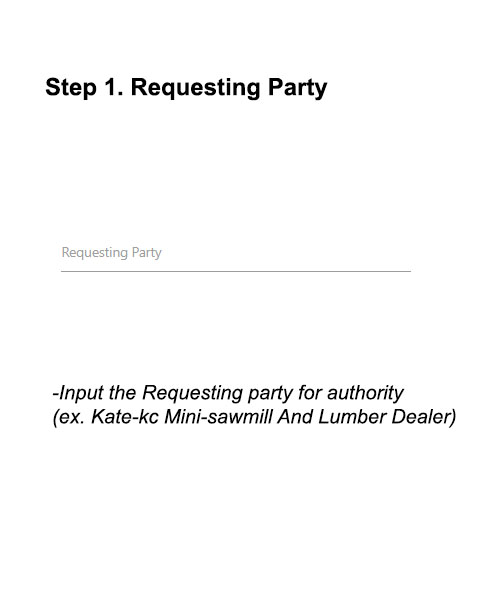 Step 1. Requesting Party
Requesting Party
-Input the Requesting party for authority
(ex. Kate-kc Mini-sawmill And Lumber Dealer)